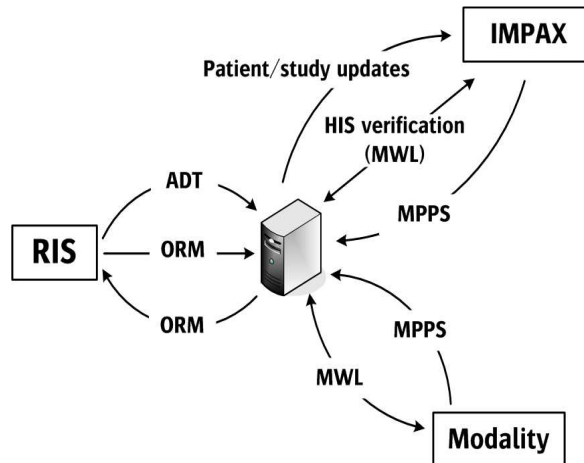 IMPAX
Patient/study updates
HIS verification
(MWL)
ADT
MPPS
RIS
ORM
ORM
MPPS
MWL
Modality